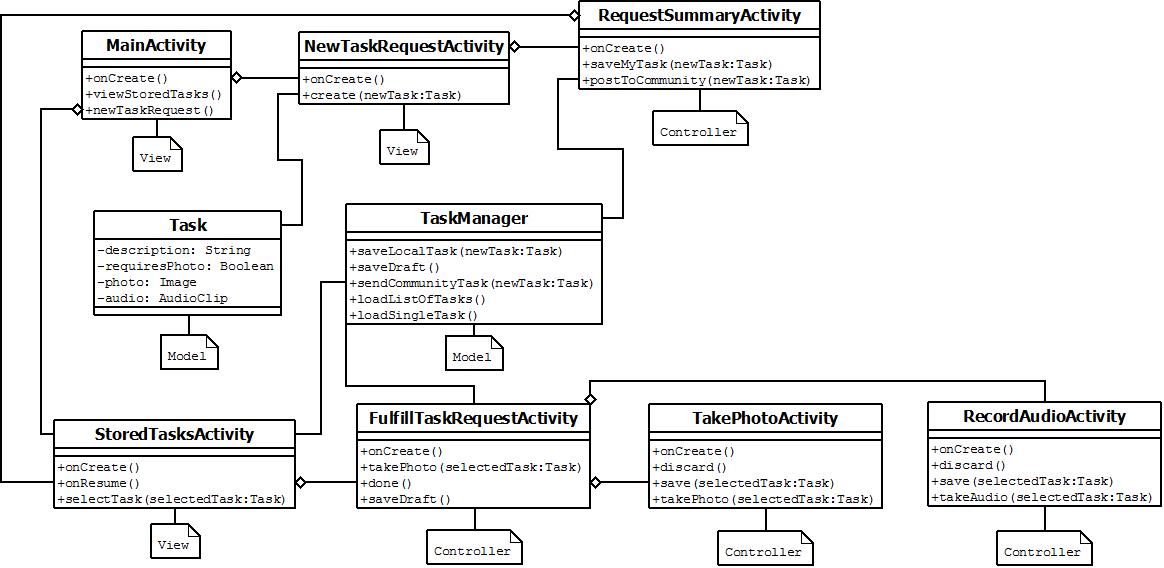 MainActivity
+onCreate()
+viewStoredTasks()
+newTaskRequest()
View
NewTaskRequestActivity
+onCreate()
+create(newTask:Task)
View
RequestSummaryActivity
+onCreate()
+saveMyTask(newTask:Task)
+postToCommunity(newTask:Task)
Controller
Task
-description: String
-requiresPhoto: Boolean
-photo: Image
-audio: AudioClip
Model
TaskManager
+saveLocalTask(newTask:Task)
+saveDraft()
+sendCommunityTask(newTask:Task)
+loadListOfTasks()
+loadSingleTask()
Model
StoredTasksActivity
+onCreate()
+onResume()
+selectTask(selectedTask:Task)
View
FulfillTaskRequestActivity
+onCreate()
+takePhoto(selectedTask:Task)
+done()
+saveDraft()
Controller
TakePhotoActivity
+onCreate()
+discard()
+save(selectedTask:Task)
+takePhoto(selectedTask:Task)
Controller
RecordAudioActivity
+onCreate()
+discard()
+save(selectedTask:Task)
+takeAudio(selectedTask:Task)
Controller